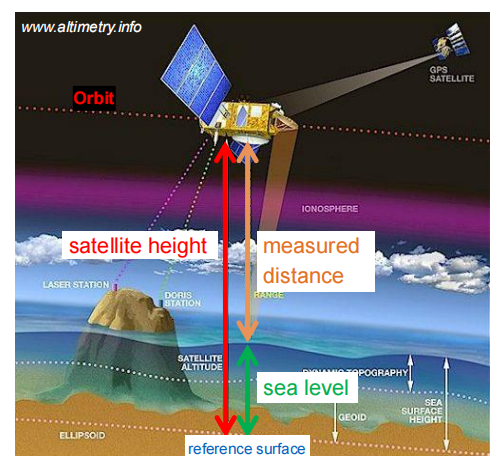 www.altimetry.info
GPS
SATELLITE
Orbit
IONOSPHERE
satellite height
measured
distance
LASER STATION
DORIS
STATION
RANGE
SATELLITE
ALTITUDE
DYNAMIC TOPOGRAPHY
sea level
SEA
SURFACE
HEIGHT
GEOID
ELLIPSOID
reference surface